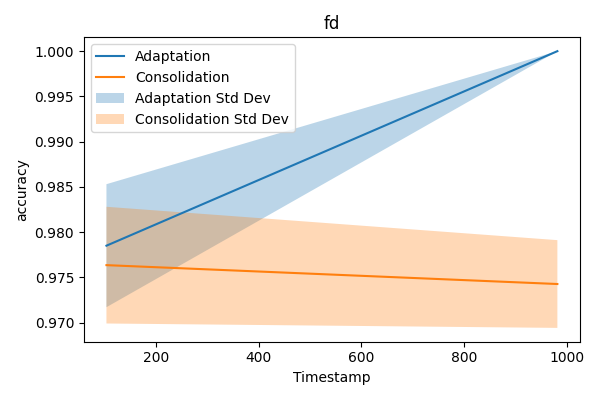 fd
Adaptation
Consolidation
Adaptation Std Dev
Consolidation Std Dev
accuracy
1.000
0.995
0.990
0.985
0.980
0.975
0.970
200 400 600 800 1000
Timestamp